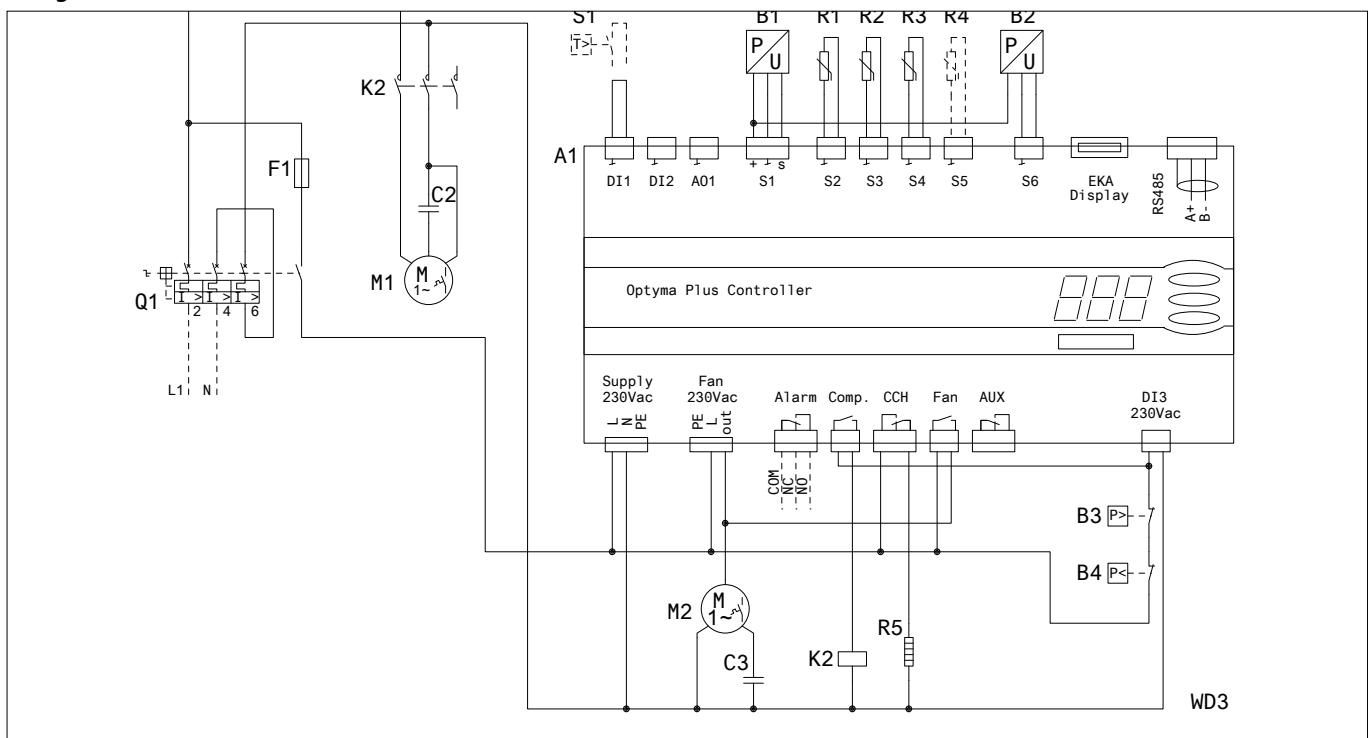 S1 B1 R1 R2 R3 R4 B2
T> P U P U
K2
A1
F1
+ s
DI1 DI2 AO1 S1 S2 S3 S4 S5 S6 EKA Display RS485 A+ B-
C2
M1 M 1~
Optyma Plus Controller
Q1 I > I > I >
2 4 6
L1 N
Supply 230Vac Fan 230Vac Alarm Comp. CCH Fan AUX DI3 230Vac
L N PE PE L out
COM NC NO
B3 P>
B4 P<
M2 M 1~
R5
C3 K2
WD3